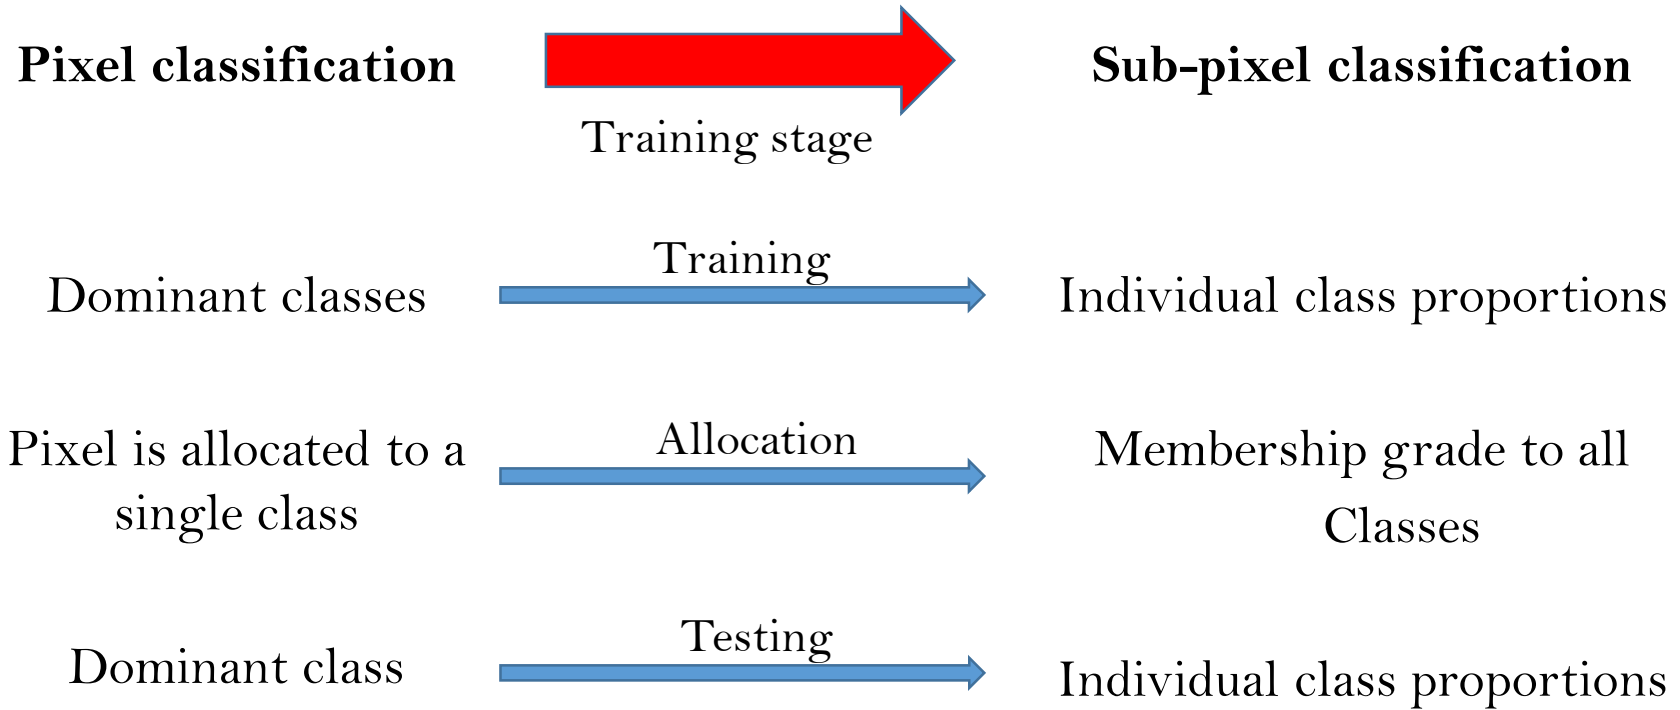 Pixel classification
Training stage
Sub-pixel classification
Dominant classes
Training
Individual class proportions
Pixel is allocated to a
single class
Allocation
Membership grade to all
Classes
Dominant class
Testing
Individual class proportions